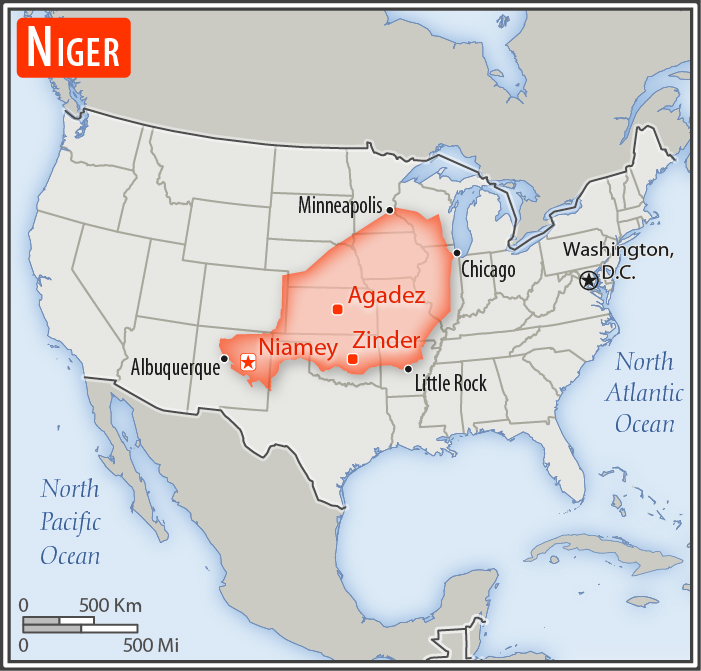 NIGER
Minneapolis
Washington,
D.C.
Chicago
Agadez
Zinder
Niamey
Albuquerque
Little Rock
North
Atlantic
Ocean
North
Pacific
Ocean
0 500 Km
0 500 Mi